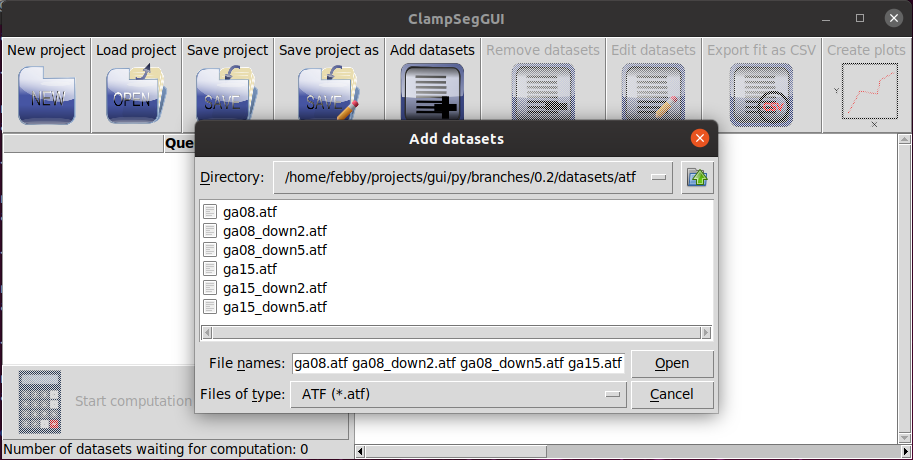 ClampSegGUI
New project Load project Save project Save project as Add datasets Remove datasets Edit datasets Export fit as CSV Create plots
NEW OPEN SAVE SAVE CSV Y X
Add datasets
Que
Directory: /home/febby/projects/gui/py/branches/0.2/datasets/atf
ga08.atf
ga08_down2.atf
ga08_down5.atf
ga15.atf
ga15_down2.atf
ga15_down5.atf
File names: ga08.atf ga08_down2.atf ga08_down5.atf ga15.atf Open
Files of type: ATF (*.atf) Cancel
Start computation
Number of datasets waiting for computation: 0